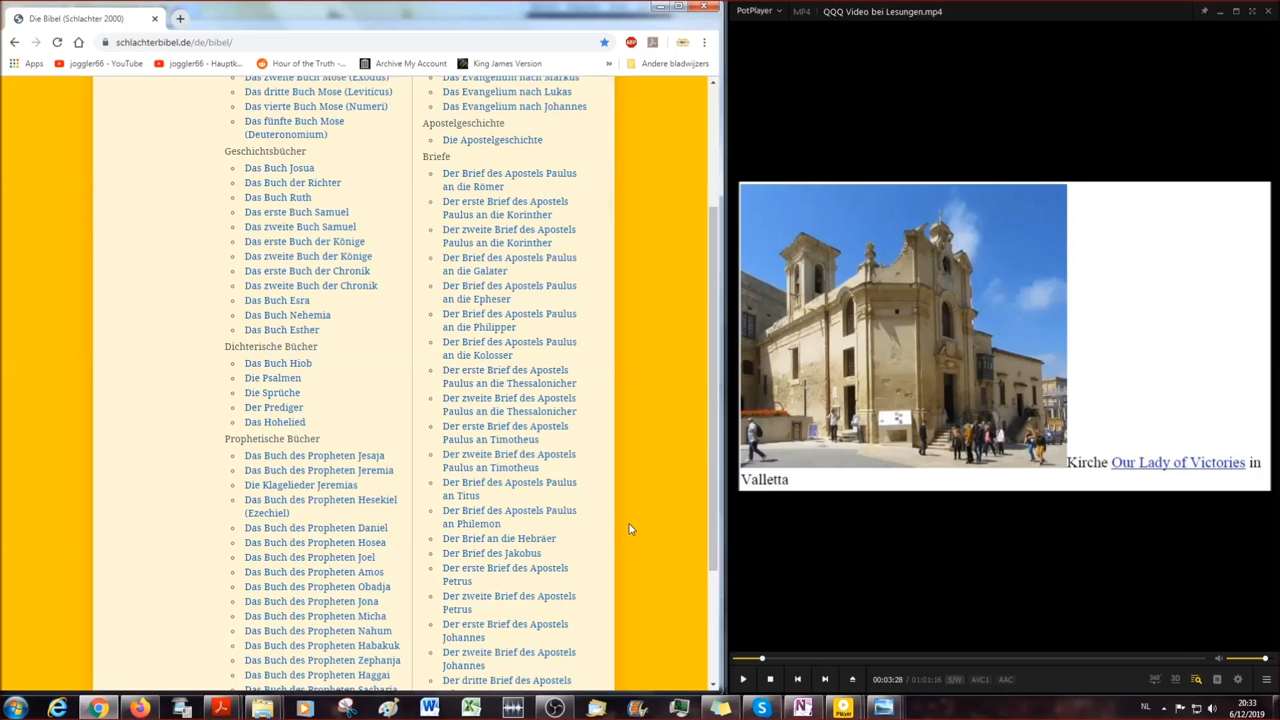 Die Bibel (Schlachter 2000)
schlachterbibel.de/de/bibel/
Apps
joggler66 - YouTube
joggler66 - Hauptk...
Hour of the Truth -...
Archive My Account
King James Version
»
Andere bladwijzers
Das zweite Buch Mose (Exodus)
Das dritte Buch Mose (Leviticus)
Das vierte Buch Mose (Numeri)
Das fünfte Buch Mose
(Deuteronomium)
Geschichtsbücher
Das Buch Josua
Das Buch der Richter
Das Buch Ruth
Das erste Buch Samuel
Das zweite Buch Samuel
Das erste Buch der Könige
Das zweite Buch der Könige
Das erste Buch der Chronik
Das zweite Buch der Chronik
Das Buch Esra
Das Buch Nehemia
Das Buch Esther
Dichterische Bücher
Das Buch Hiob
Die Psalmen
Die Sprüche
Der Prediger
Das Hohelied
Prophetische Bücher
Das Buch des Propheten Jesaja
Das Buch des Propheten Jeremia
Die Klagelieder Jeremias
Das Buch des Propheten Hesekiel
(Ezechiel)
Das Buch des Propheten Daniel
Das Buch des Propheten Hosea
Das Buch des Propheten Joel
Das Buch des Propheten Amos
Das Buch des Propheten Obadja
Das Buch des Propheten Jona
Das Buch des Propheten Micha
Das Buch des Propheten Nahum
Das Buch des Propheten Habakuk
Das Buch des Propheten Zephanja
Das Buch des Propheten Haggai
Das Buch des Propheten Sacharja
Das Evangelium nach Markus
Das Evangelium nach Lukas
Das Evangelium nach Johannes
Apostelgeschichte
Die Apostelgeschichte
Briefe
Der Brief des Apostels Paulus
an die Römer
Der erste Brief des Apostels
Paulus an die Korinther
Der zweite Brief des Apostels
Paulus an die Korinther
Der Brief des Apostels Paulus
an die Galater
Der Brief des Apostels Paulus
an die Epheser
Der Brief des Apostels Paulus
an die Philipper
Der Brief des Apostels Paulus
an die Kolosser
Der erste Brief des Apostels
Paulus an die Thessalonicher
Der zweite Brief des Apostels
Paulus an die Thessalonicher
Der erste Brief des Apostels
Paulus an Timotheus
Der zweite Brief des Apostels
Paulus an Timotheus
Der Brief des Apostels Paulus
an Titus
Der Brief des Apostels Paulus
an Philemon
Der Brief an die Hebräer
Der Brief des Jakobus
Der erste Brief des Apostels
Petrus
Der zweite Brief des Apostels
Petrus
Der erste Brief des Apostels
Johannes
Der zweite Brief des Apostels
Johannes
Der dritte Brief des Apostels
PotPlayer
MP4
QQQ Video bei Lesungen.mp4
Kirche Our Lady of Victories in
Valletta
00:03:28
S/W
AVC1
AAC
360°
3D
NL
20:33
6/12/2019